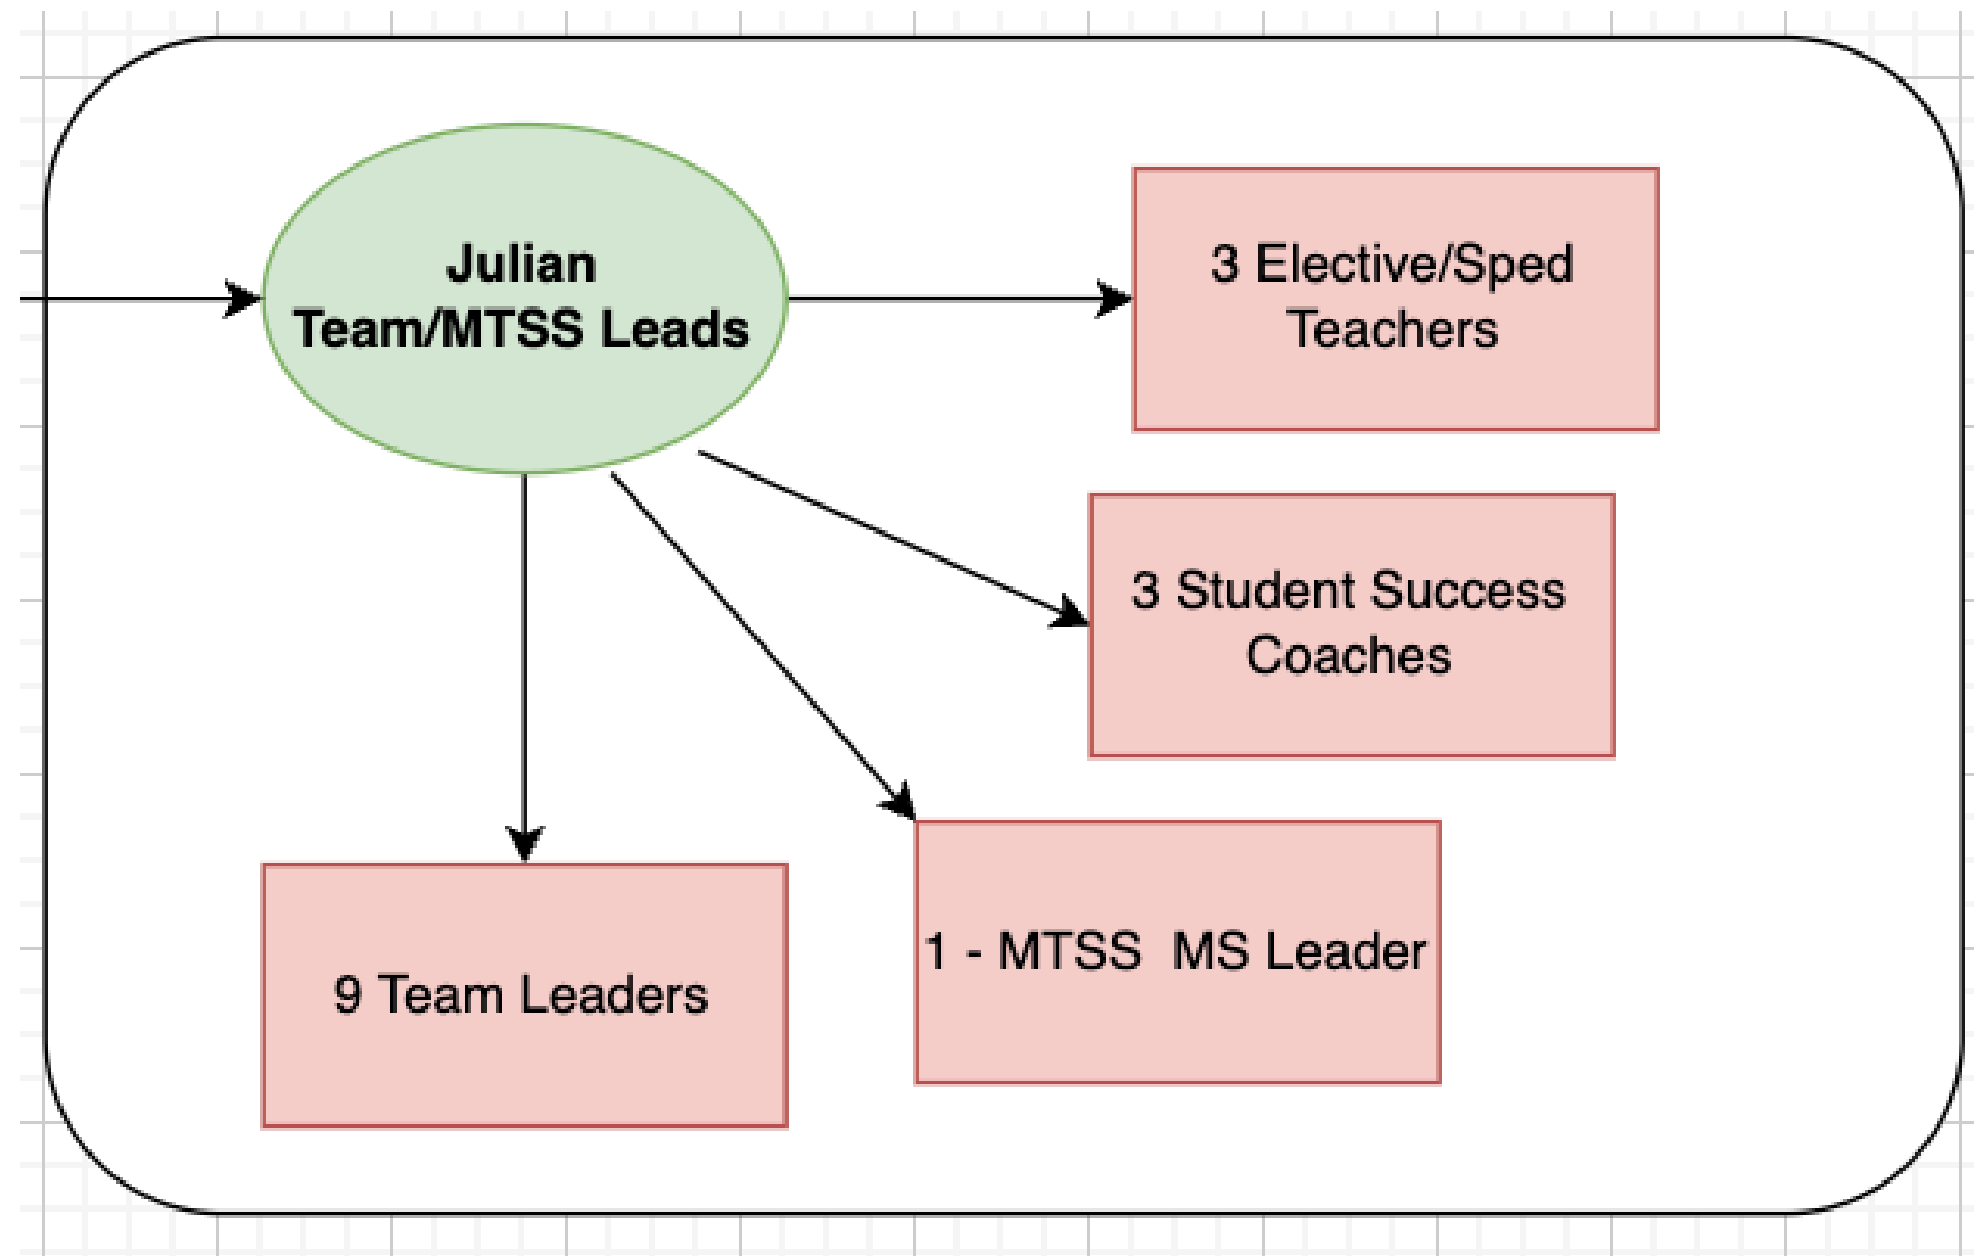 Julian
Team/MTSS Leads
3 Elective/Sped
Teachers
3 Student Success
Coaches
1 - MTSS  MS Leader
9 Team Leaders